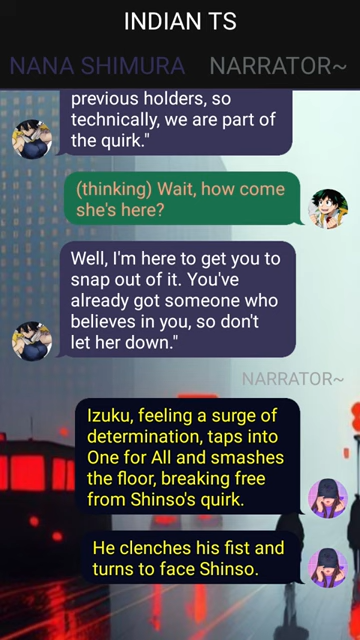 INDIAN TS
NANA SHIMURA NARRATOR~
previous holders, so
technically, we are part of
the quirk."
(thinking) Wait, how come
she's here?
Well, I'm here to get you to
snap out of it. You've
already got someone who
believes in you, so don't
let her down."
NARRATOR~
Izuku, feeling a surge of
determination, taps into
One for All and smashes
the floor, breaking free
from Shinso's quirk.
He clenches his fist and
turns to face Shinso.